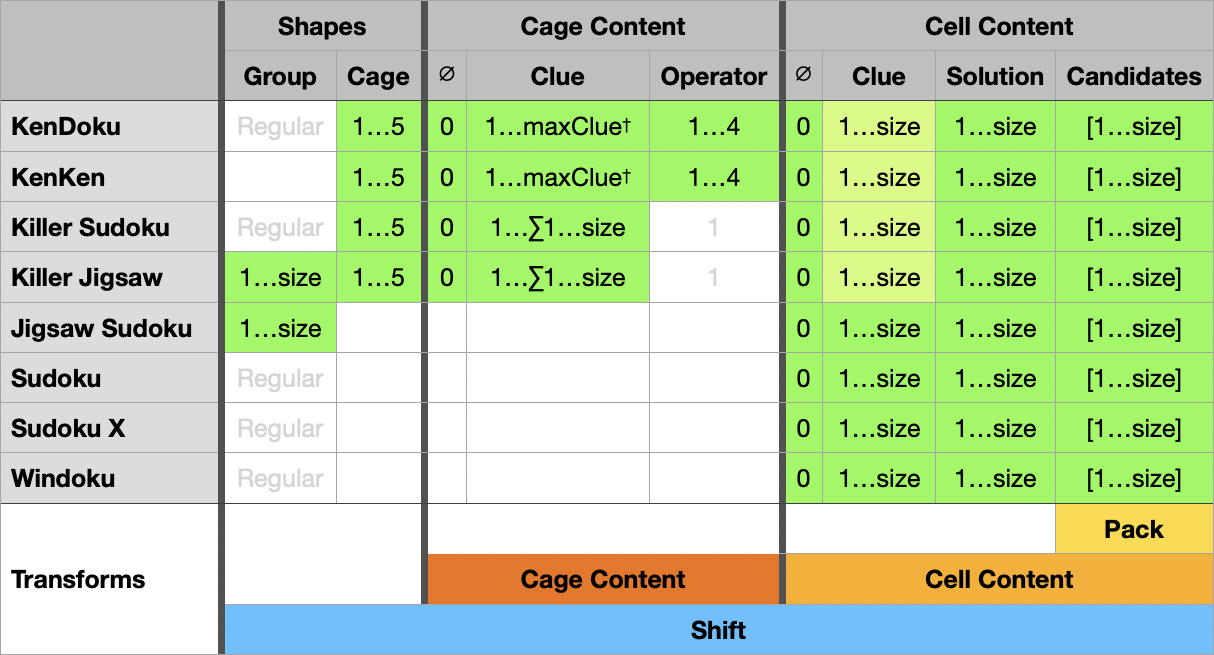 Shapes Cage Content Cell Content
Group Cage ∅ Clue Operator ∅ Clue Solution Candidates
KenDoku Regular 1…5 0 1…maxClue† 1…4 0 1…size 1…size [1…size]
KenKen 1…5 0 1…maxClue† 1…4 0 1…size 1…size [1…size]
Killer Sudoku Regular 1…5 0 1…∑1…size 1 0 1…size 1…size [1…size]
Killer Jigsaw 1…size 1…5 0 1…∑1…size 1 0 1…size 1…size [1…size]
Jigsaw Sudoku 1…size 0 1…size 1…size [1…size]
Sudoku Regular 0 1…size 1…size [1…size]
Sudoku X Regular 0 1…size 1…size [1…size]
Windoku Regular 0 1…size 1…size [1…size]
Pack
Transforms Cage Content Cell Content
Shift